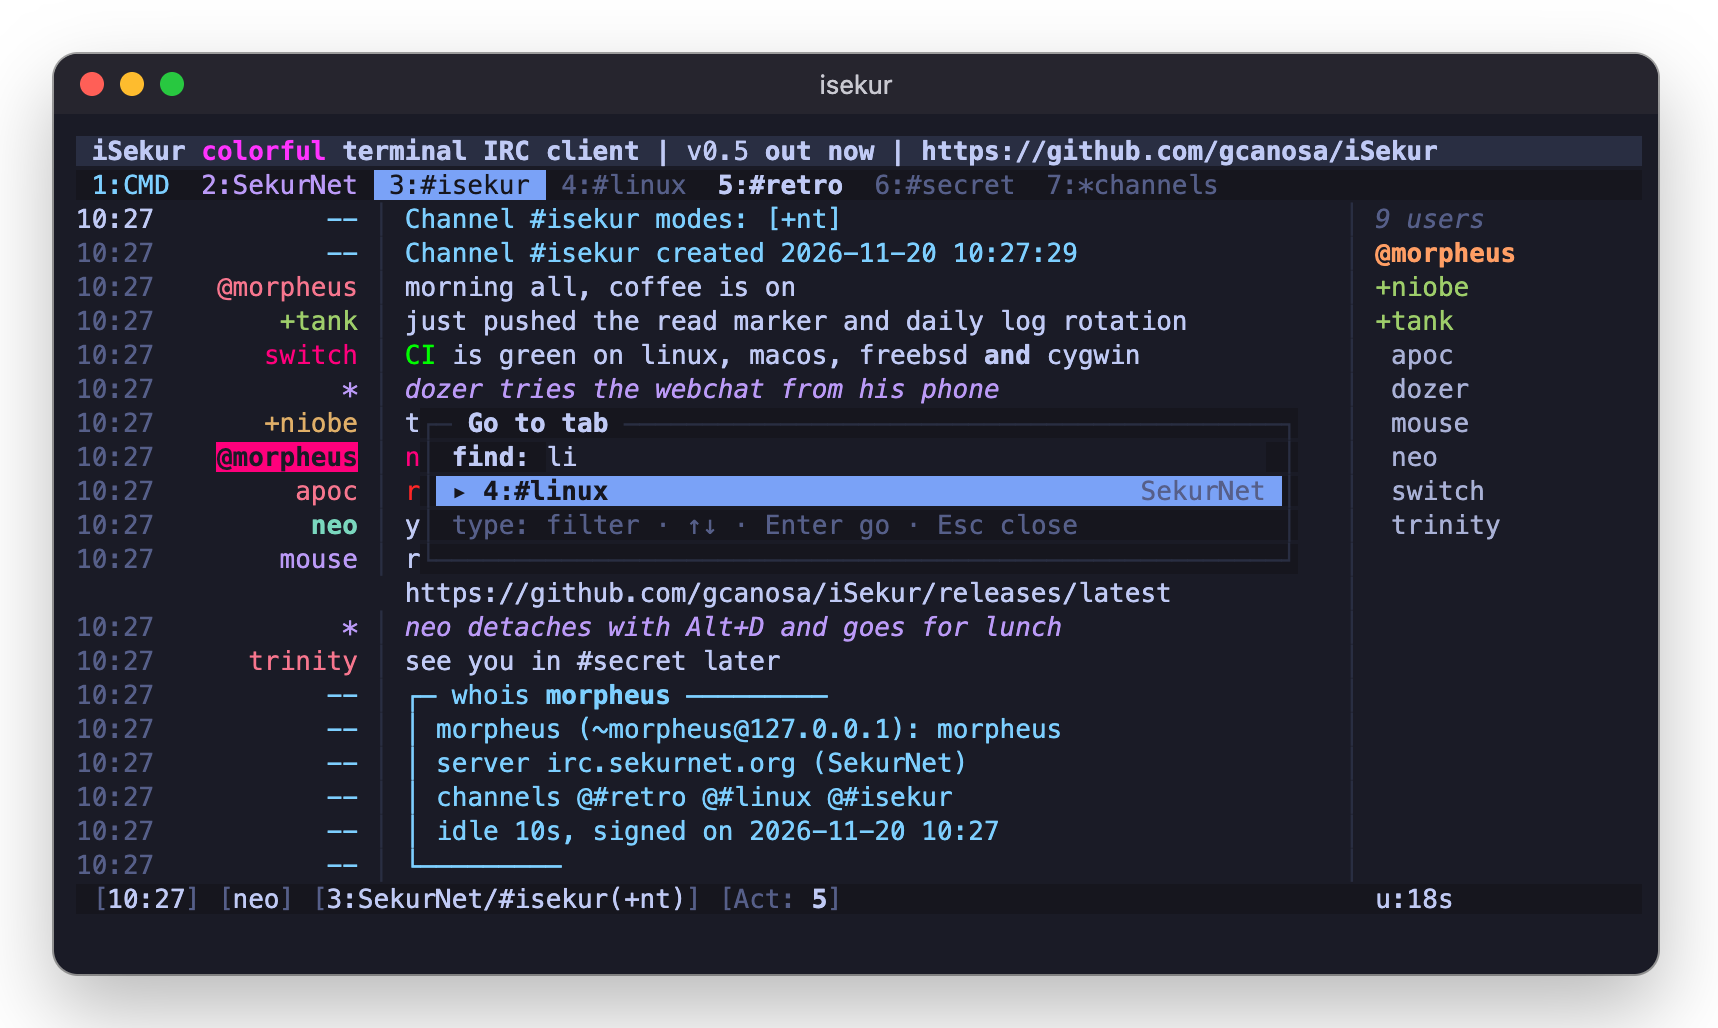 isekur
iSekur colorful terminal IRC client | v0.5 out now | https://github.com/gcanosa/iSekur
1:CMD 2:SekurNet 3:#isekur 4:#linux 5:#retro 6:#secret 7:*channels
10:27 -- Channel #isekur modes: [+nt] 9 users
10:27 -- Channel #isekur created 2026-11-20 10:27:29 @morpheus
10:27 @morpheus morning all, coffee is on +niobe
10:27 +tank just pushed the read marker and daily log rotation +tank
10:27 switch CI is green on linux, macos, freebsd and cygwin apoc
10:27 * dozer tries the webchat from his phone dozer
10:27 +niobe t Go to tab mouse
10:27 @morpheus n find: li neo
10:27 apoc r ▸ 4:#linux SekurNet switch
10:27 neo y type: filter · ↑↓ · Enter go · Esc close trinity
10:27 mouse r
https://github.com/gcanosa/iSekur/releases/latest
10:27 * neo detaches with Alt+D and goes for lunch
10:27 trinity see you in #secret later
10:27 -- whois morpheus
10:27 -- morpheus (~morpheus@127.0.0.1): morpheus
10:27 -- server irc.sekurnet.org (SekurNet)
10:27 -- channels @#retro @#linux @#isekur
10:27 -- idle 10s, signed on 2026-11-20 10:27
10:27 --
[10:27] [neo] [3:SekurNet/#isekur(+nt)] [Act: 5] u:18s